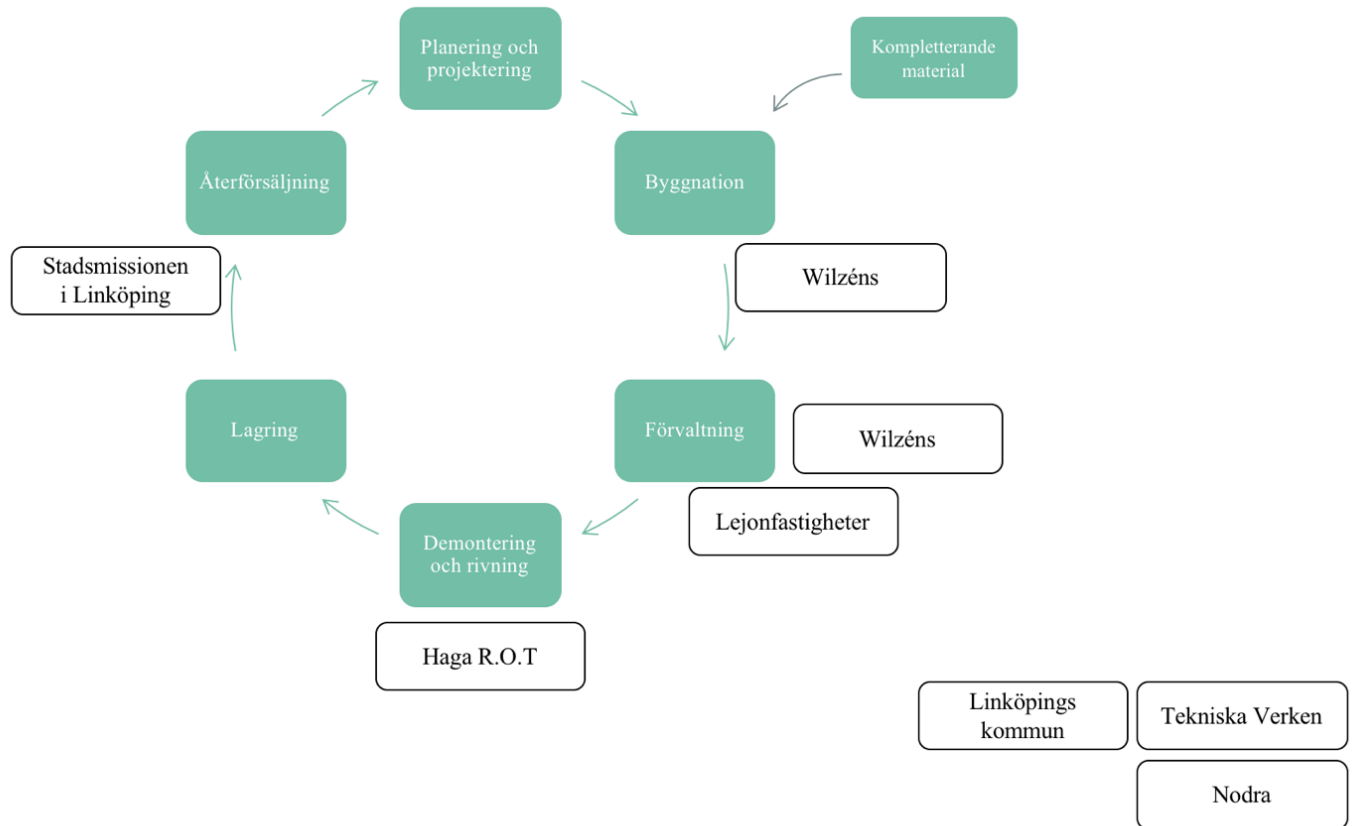 Planering och
projektering
Kompletterande
material
Återförsäljning
Byggnation
Stadsmissionen
i Linköping
Wilzéns
Lagring
Förvaltning
Wilzéns
Lejonfastigheter
Demontering
och rivning
Haga R.O.T
Linköpings
kommun
Tekniska Verken
Nodra